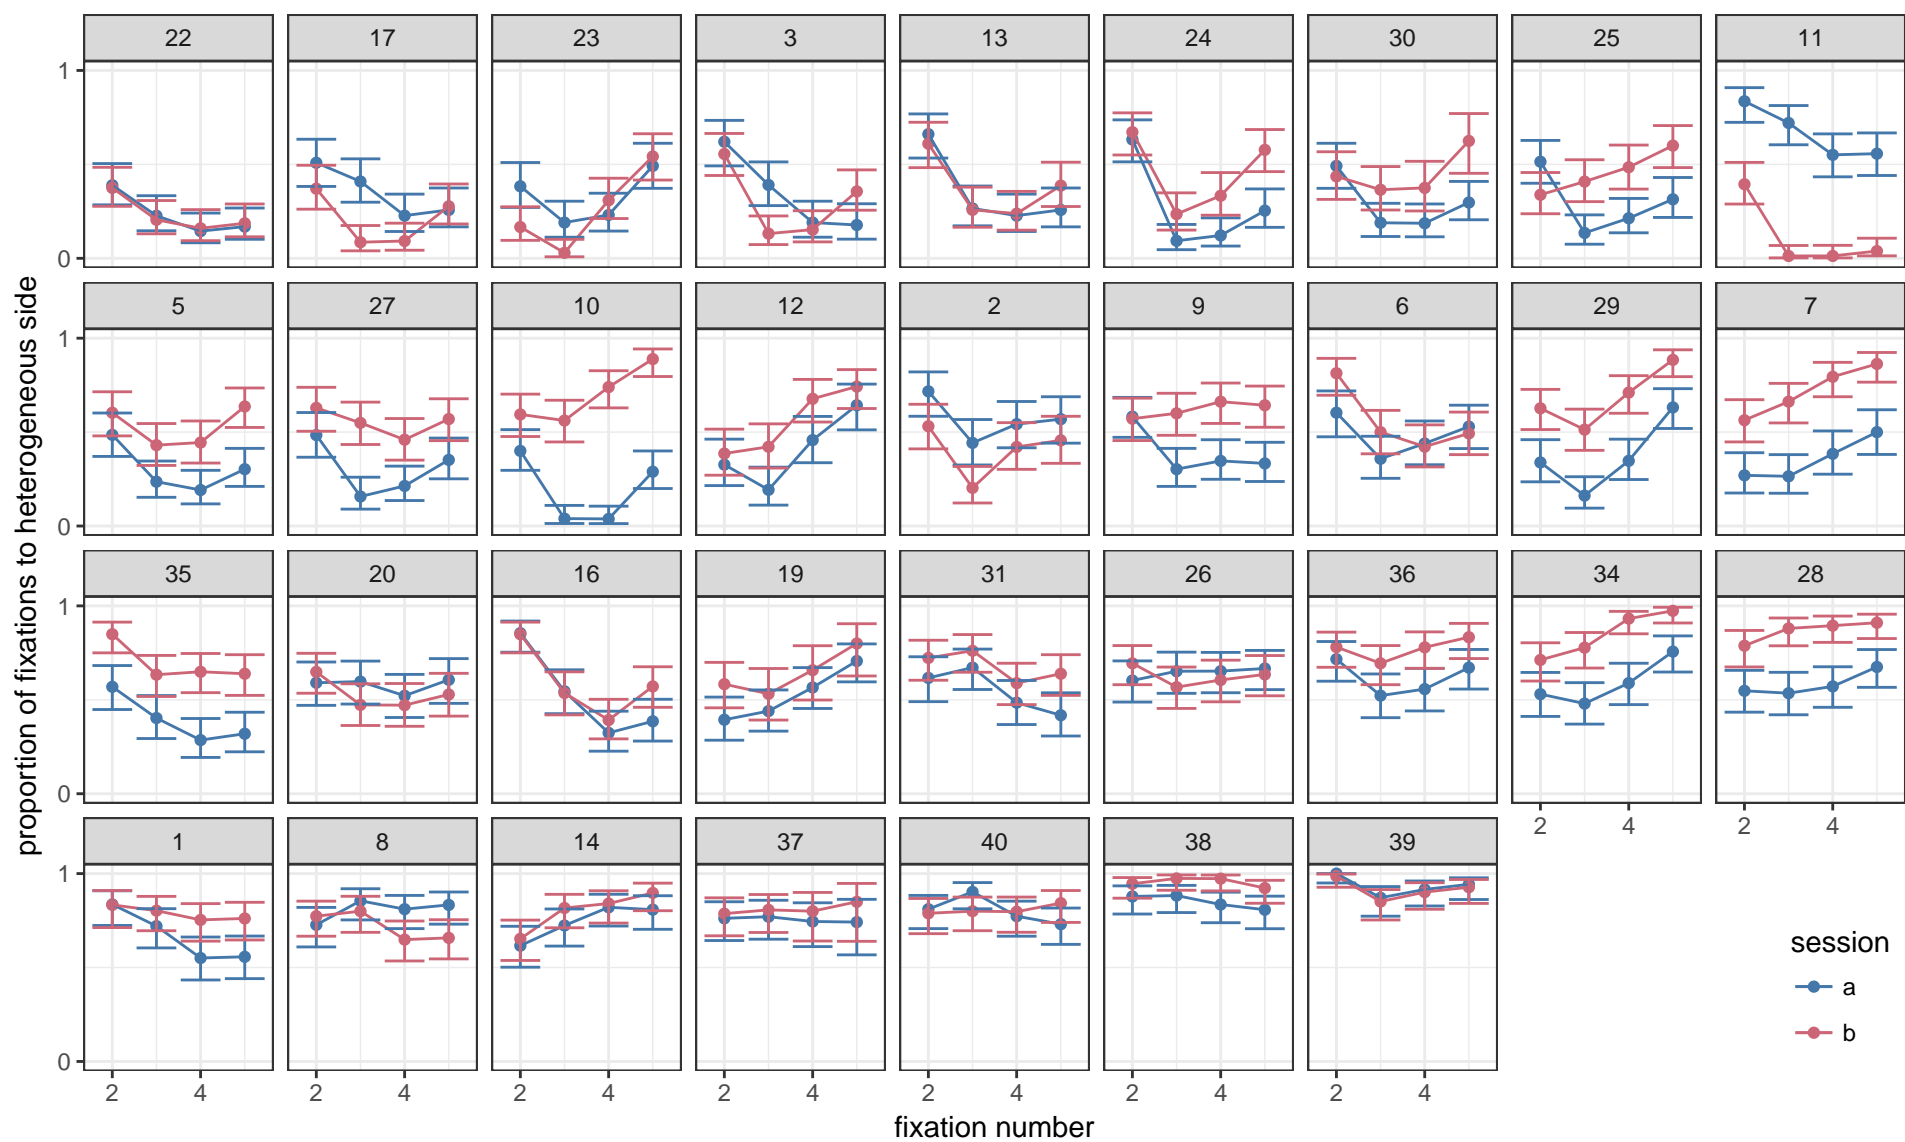 22 17 23 3 13 24 30 25 11
1
0
5 27 10 12 2 9 6 29 7
1
0
proportion of fixations to heterogeneous side
35 20 16 19 31 26 36 34 28
1
0
2 4 2 4
1 8 14 37 40 38 39
1
0
2 4 2 4 2 4 2 4 2 4 2 4 2 4
fixation number
session
a
b